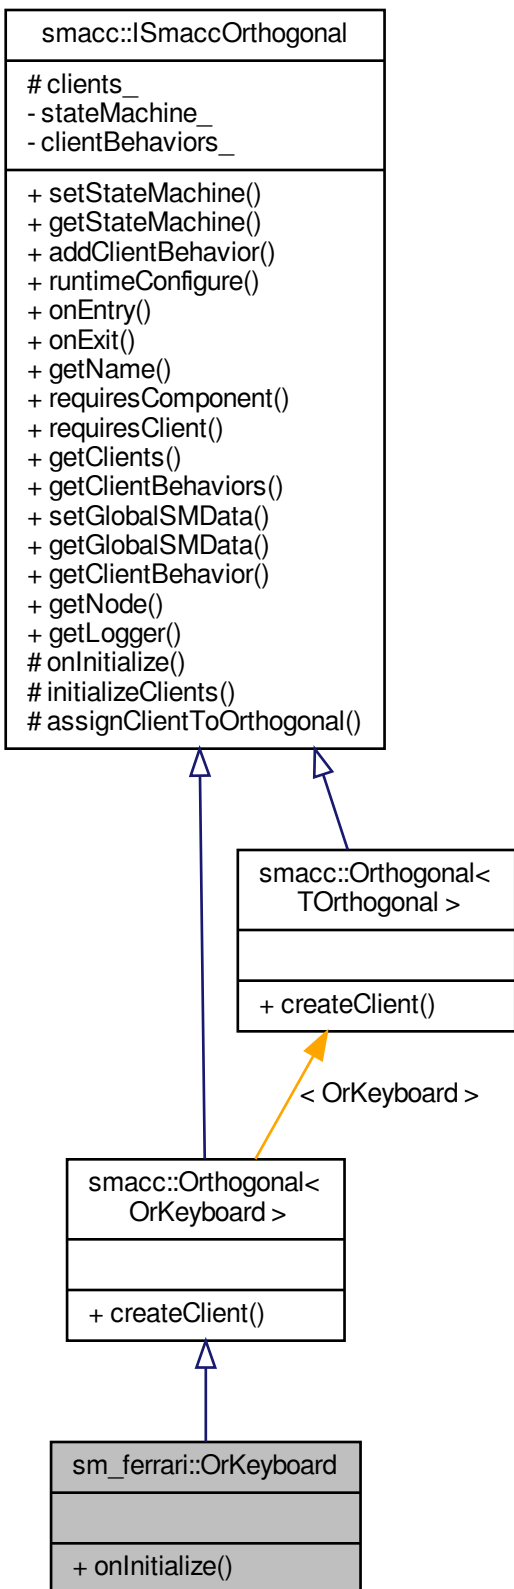 smacc::ISmaccOrthogonal
# clients_
- stateMachine_
- clientBehaviors_
+ setStateMachine()
+ getStateMachine()
+ addClientBehavior()
+ runtimeConfigure()
+ onEntry()
+ onExit()
+ getName()
+ requiresComponent()
+ requiresClient()
+ getClients()
+ getClientBehaviors()
+ setGlobalSMData()
+ getGlobalSMData()
+ getClientBehavior()
+ getNode()
+ getLogger()
# onInitialize()
# initializeClients()
# assignClientToOrthogonal()
smacc::Orthogonal<
TOrthogonal >
+ createClient()
< OrKeyboard >
smacc::Orthogonal<
OrKeyboard >
+ createClient()
sm_ferrari::OrKeyboard
+ onInitialize()